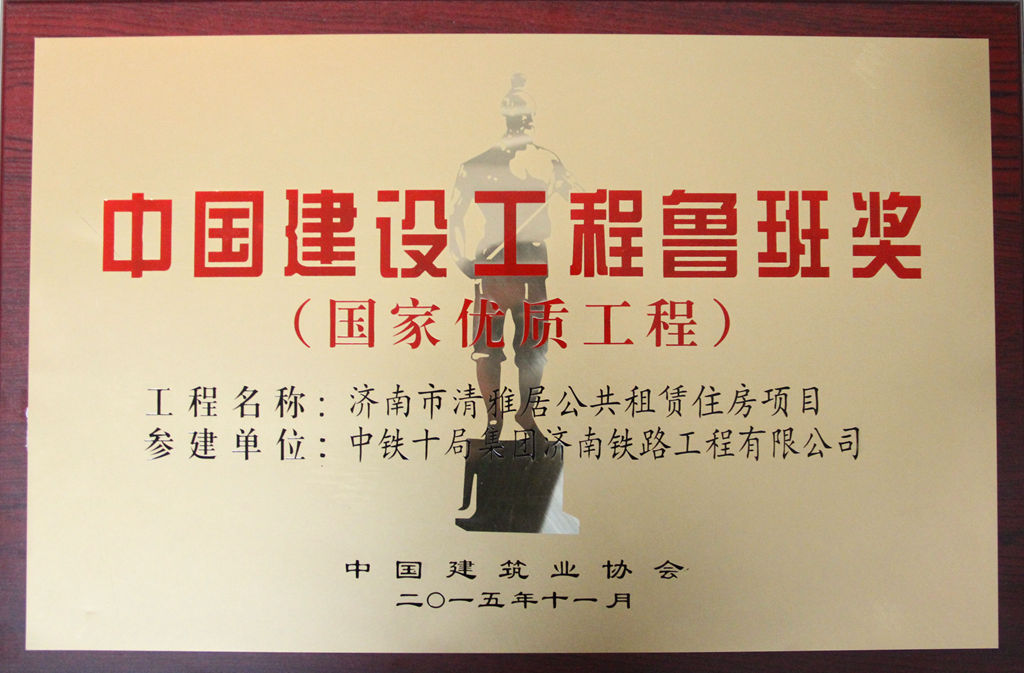 中国建设工程鲁班奖
（国家优质工程）
工程名称：济南市清雅居公共租赁住房项目
参建单位：中铁十局集团济南铁路工程有限公司
中国建筑业协会
二〇一五年十一月